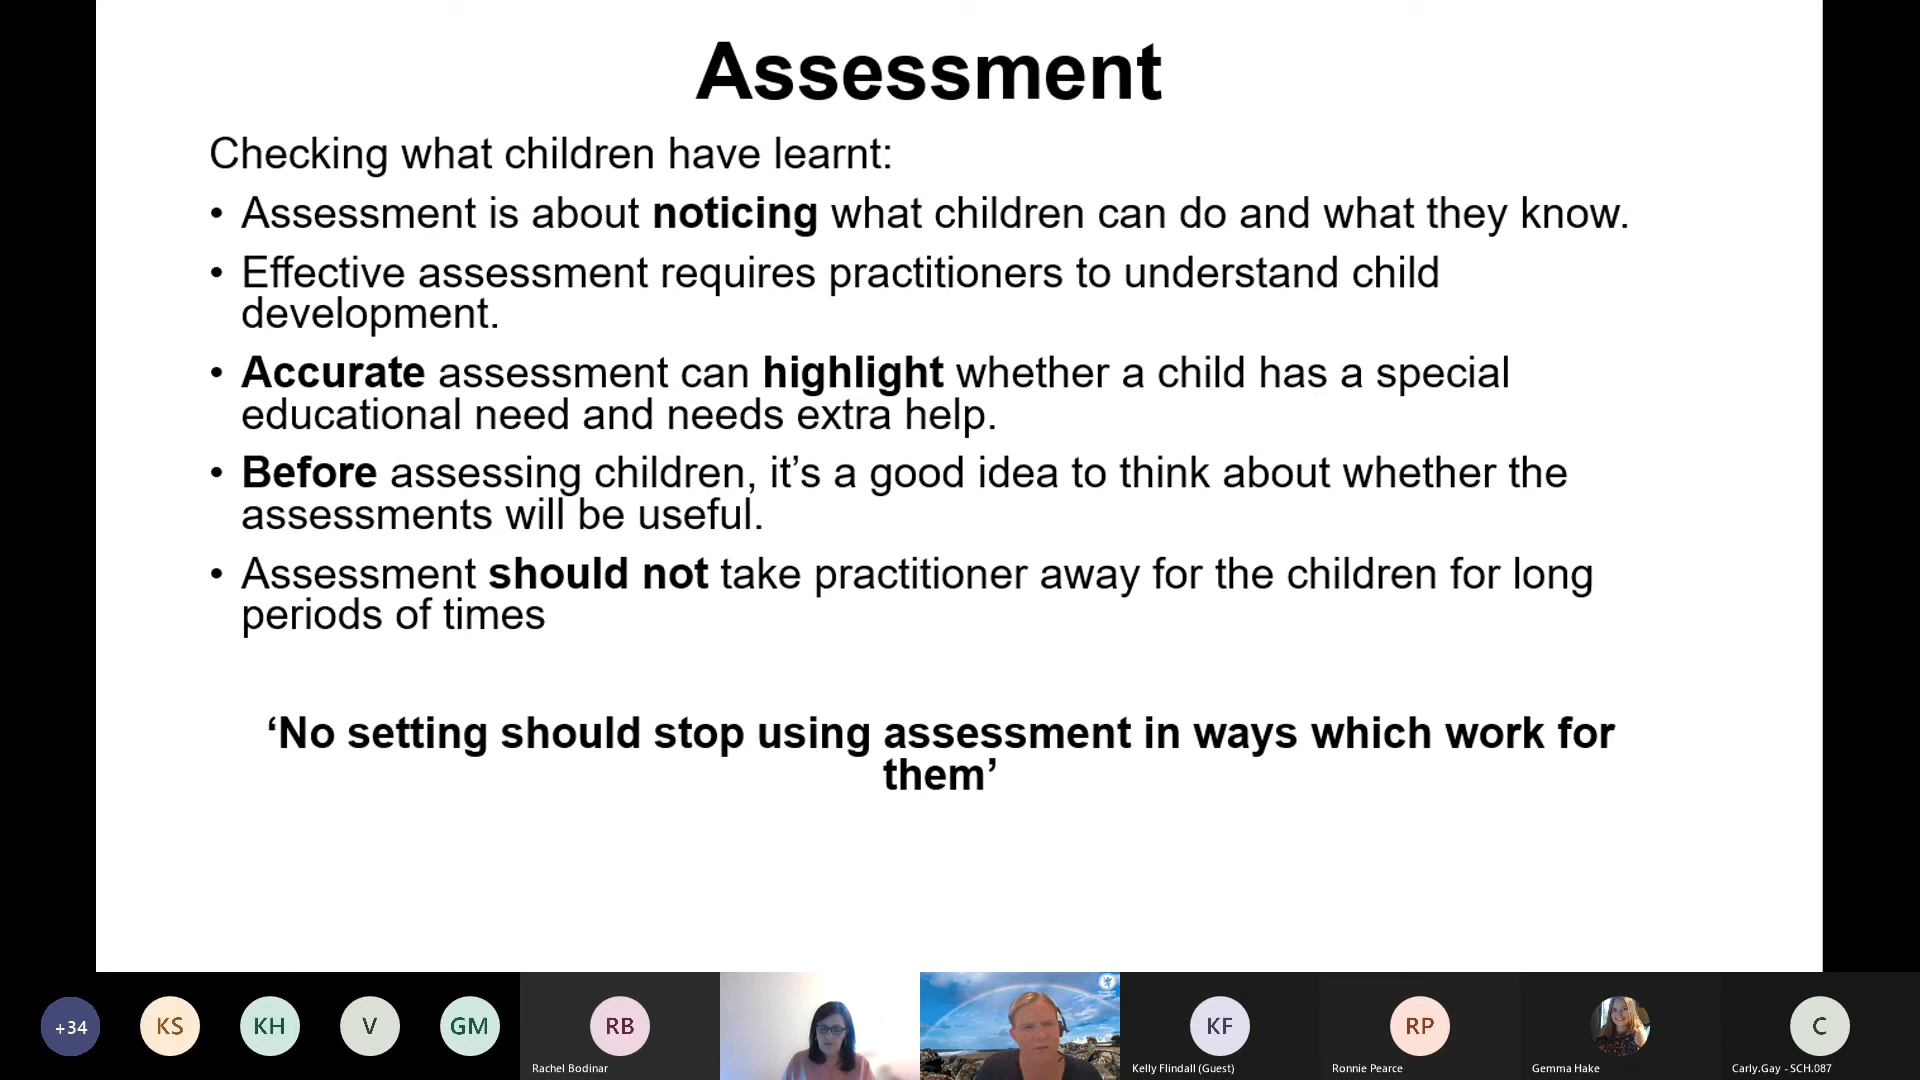 Assessment
Checking what children have learnt:
• Assessment is about noticing what children can do and what they know.
• Effective assessment requires practitioners to understand child
development.
• Accurate assessment can highlight whether a child has a special
educational need and needs extra help.
• Before assessing children, it’s a good idea to think about whether the
assessments will be useful.
• Assessment should not take practitioner away for the children for long
periods of times
‘No setting should stop using assessment in ways which work for
them’
+34
KS
KH
V
GM
RB
KF
RP
C
Rachel Bodinar
Kelly Flindall (Guest)
Ronnie Pearce
Gemma Hake
Carly.Gay - SCH.087